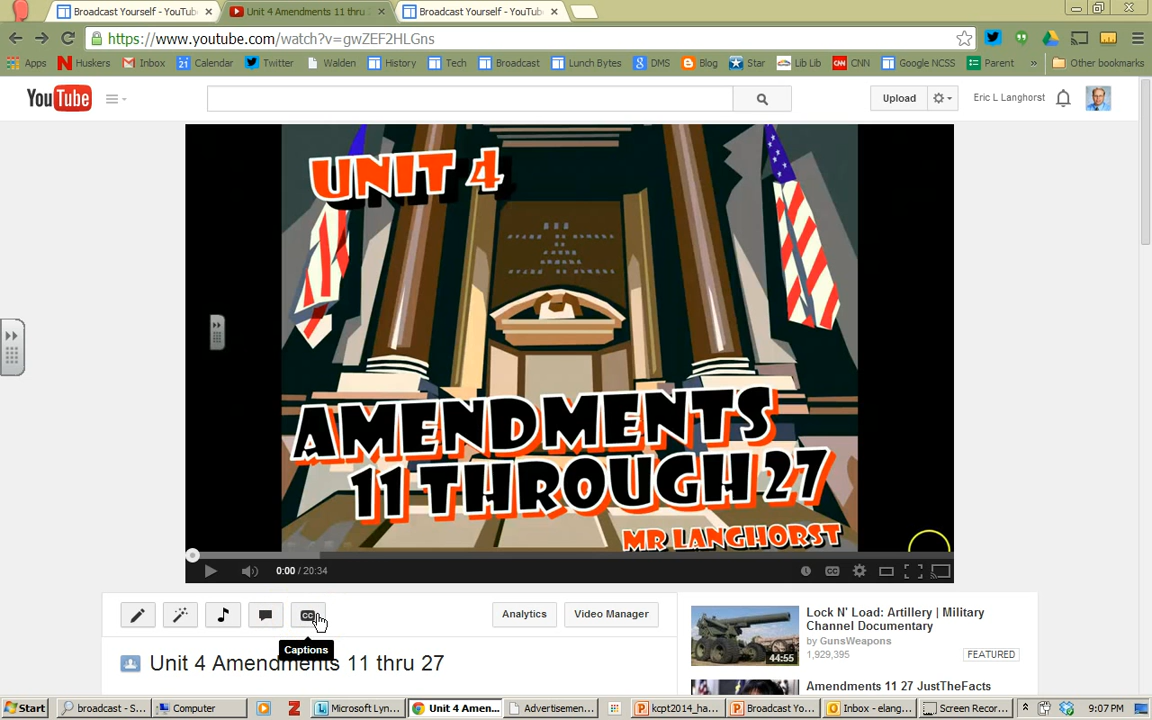 Broadcast Yourself - YouTu
Unit 4 Amendments 11 thru
Broadcast Yourself - YouTub
https://www.youtube.com/watch?v=gwZEF2HLGns
Apps
Huskers
Inbox
Calendar
Twitter
Walden
History
Tech
Broadcast
Lunch Bytes
DMS
Blog
Star
Lib Lib
CNN
Google NCSS
Parent
»
Other bookmarks
YouTube
Upload
Eric L Langhorst
UNIT 4
AMENDMENTS
11 THROUGH 27
MR LANGHORST
0:00 / 20:34
CC
CC
Analytics
Video Manager
Captions
Unit 4 Amendments 11 thru 27
Lock N' Load: Artillery | Military
Channel Documentary
by GunsWeapons
1,929,395
FEATURED
44:55
Amendments 11 27 JustTheFacts
Start
broadcast - S...
Computer
Microsoft Lyn...
Unit 4 Amen...
Advertisemen...
kcpt2014_ha...
Broadcast Yo...
Inbox - elang...
Screen Recor...
9:07 PM